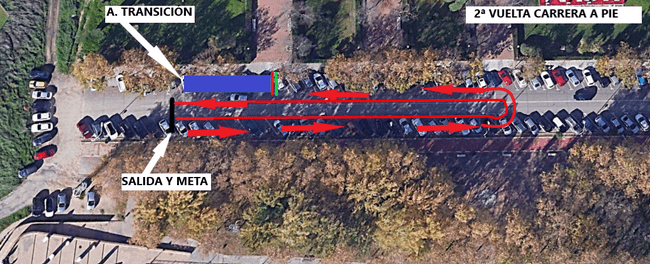 A. TRANSICIÓN
2ª VUELTA CARRERA A PIE
SALIDA Y META